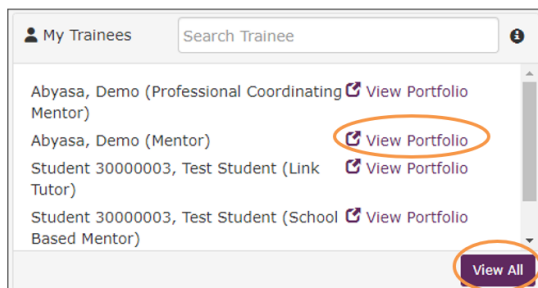 My Trainees Search Trainee
Abyasa, Demo (Professional Coordinating View Portfolio
Mentor)
Abyasa, Demo (Mentor) View Portfolio
Student 30000003, Test Student (Link View Portfolio
Tutor)
Student 30000003, Test Student (School View Portfolio
Based Mentor)
View All